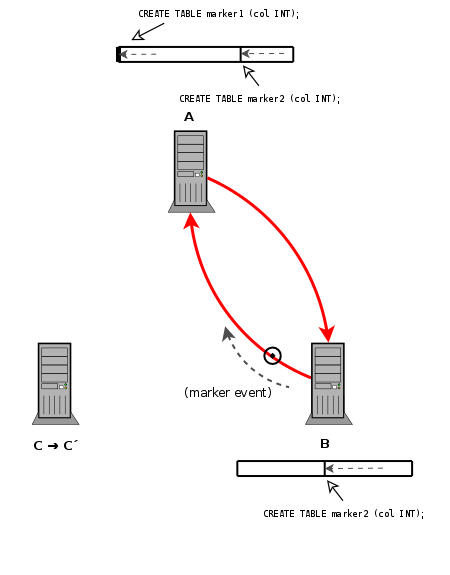 CREATE TABLE marker1 (col INT);
CREATE TABLE marker2 (col INT);
A
(marker event)
B
C → C´
CREATE TABLE marker2 (col INT);